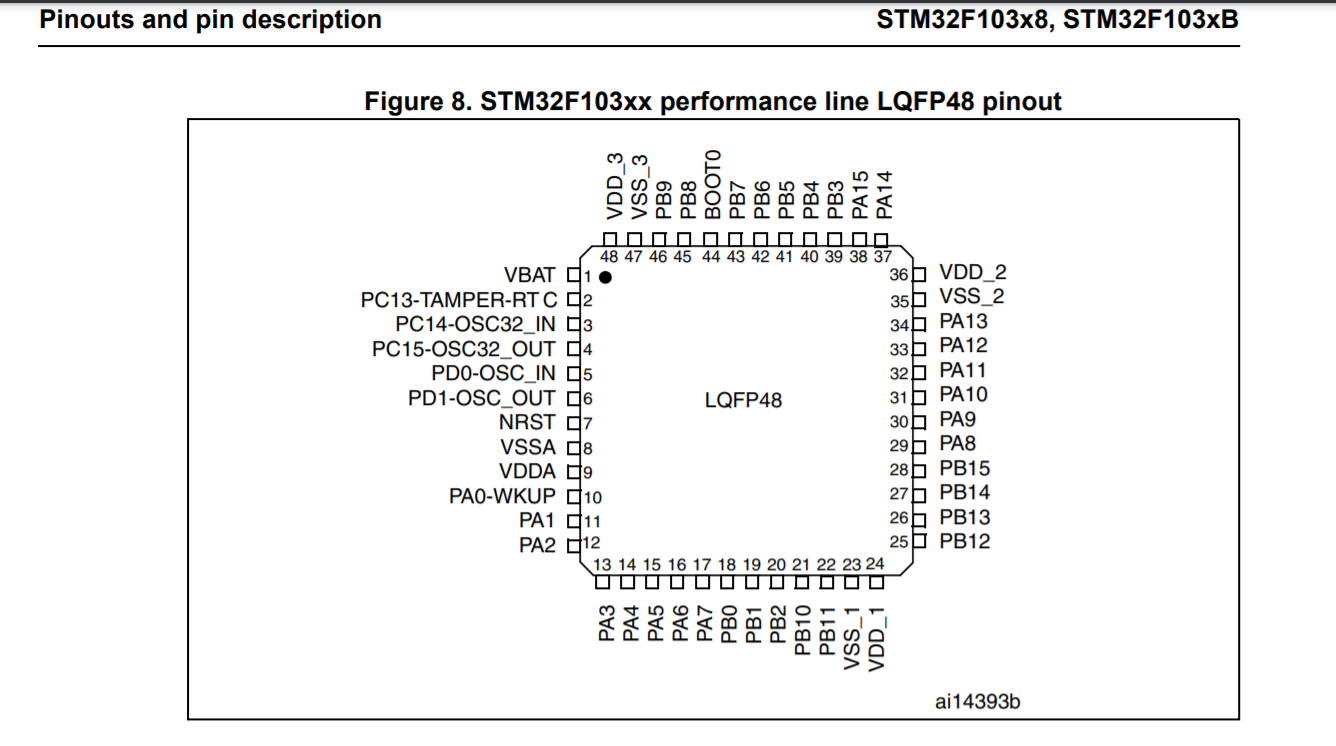 Pinouts and pin description
STM32F103x8, STM32F103xB
Figure 8. STM32F103xx performance line LQFP48 pinout
VDD_3
VSS_3
PB9
PB8
BOOT0
PB7
PB6
PB5
PB4
PB3
PA15
PA14
48 47 46 45 44 43 42 41 40 39 38 37
VBAT 1
PC13-TAMPER-RTC 2
PC14-OSC32_IN 3
PC15-OSC32_OUT 4
PD0-OSC_IN 5
PD1-OSC_OUT 6
NRST 7
VSSA 8
VDDA 9
PA0-WKUP 10
PA1 11
PA2 12
LQFP48
36 VDD_2
35 VSS_2
34 PA13
33 PA12
32 PA11
31 PA10
30 PA9
29 PA8
28 PB15
27 PB14
26 PB13
25 PB12
13 14 15 16 17 18 19 20 21 22 23 24
PA3
PA4
PA5
PA6
PA7
PB0
PB1
PB2
PB10
PB11
VSS_1
VDD_1
ai14393b